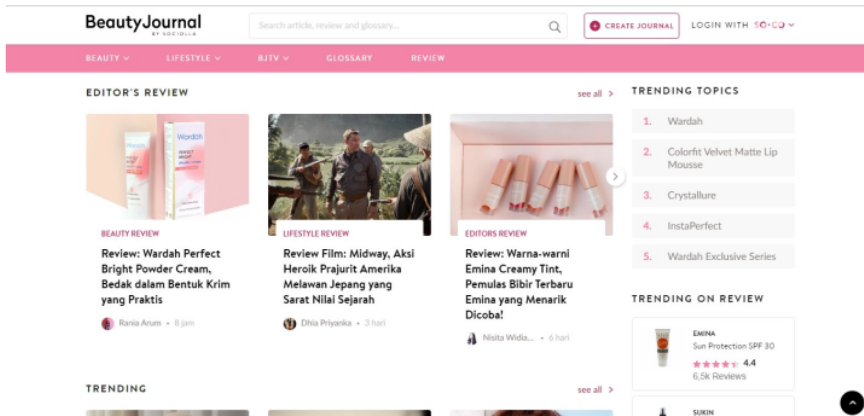 BeautyJournal
BY SOCIOLLA
Search article, review and glossary...
CREATE JOURNAL
LOGIN WITH SO•CO
BEAUTY
LIFESTYLE
BJTV
GLOSSARY
REVIEW
EDITOR'S REVIEW
see all >
Wardah
PERFECT
BRIGHT
BEAUTY REVIEW
Review: Wardah Perfect
Bright Powder Cream,
Bedak dalam Bentuk Krim
yang Praktis
Rania Arum • 8 jam
LIFESTYLE REVIEW
Review Film: Midway, Aksi
Heroik Prajurit Amerika
Melawan Jepang yang
Sarat Nilai Sejarah
Dhia Priyanka • 3 hari
EDITORS REVIEW
Review: Warna-warni
Emina Creamy Tint,
Pemulas Bibir Terbaru
Emina yang Menarik
Dicoba!
Nisita Widia... • 6 hari
TRENDING
see all >
TRENDING TOPICS
1. Wardah
2. Colorfit Velvet Matte Lip
Mousse
3. Crystallure
4. InstaPerfect
5. Wardah Exclusive Series
TRENDING ON REVIEW
EMINA
Sun Protection SPF 30
4.4
6,5k Reviews
SUKIN